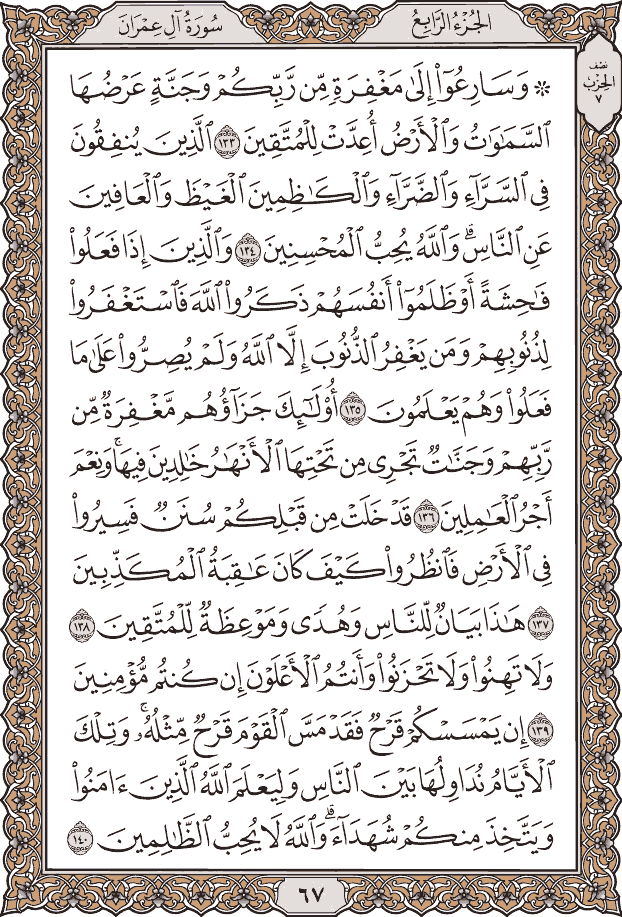 سُورَةُ آلِ عِمْرَانَ
الجُزْءُ الرَّابِعُ
نصف
الحِزْب
٧
۞ وَسَارِعُوٓا۟ إِلَىٰ مَغْفِرَةٍ مِّن رَّبِّكُمْ وَجَنَّةٍ عَرْضُهَا
ٱلسَّمَٰوَٰتُ وَٱلْأَرْضُ أُعِدَّتْ لِلْمُتَّقِينَ ١٣٣ ٱلَّذِينَ يُنفِقُونَ
فِى ٱلسَّرَّآءِ وَٱلضَّرَّآءِ وَٱلْكَٰظِمِينَ ٱلْغَيْظَ وَٱلْعَافِينَ
عَنِ ٱلنَّاسِ ۗ وَٱللَّهُ يُحِبُّ ٱلْمُحْسِنِينَ ١٣٤ وَٱلَّذِينَ إِذَا فَعَلُوا۟
فَٰحِشَةً أَوْ ظَلَمُوٓا۟ أَنفُسَهُمْ ذَكَرُوا۟ ٱللَّهَ فَٱسْتَغْفَرُوا۟
لِذُنُوبِهِمْ وَمَن يَغْفِرُ ٱلذُّنُوبَ إِلَّا ٱللَّهُ وَلَمْ يُصِرُّوا۟ عَلَىٰ مَا
فَعَلُوا۟ وَهُمْ يَعْلَمُونَ ١٣٥ أُو۟لَٰٓئِكَ جَزَآؤُهُم مَّغْفِرَةٌ مِّن
رَّبِّهِمْ وَجَنَّٰتٌ تَجْرِى مِن تَحْتِهَا ٱلْأَنْهَٰرُ خَٰلِدِينَ فِيهَا ۚ وَنِعْمَ
أَجْرُ ٱلْعَٰمِلِينَ ١٣٦ قَدْ خَلَتْ مِن قَبْلِكُمْ سُنَنٌ فَسِيرُوا۟
فِى ٱلْأَرْضِ فَٱنظُرُوا۟ كَيْفَ كَانَ عَٰقِبَةُ ٱلْمُكَذِّبِينَ
١٣٧ هَٰذَا بَيَانٌ لِّلنَّاسِ وَهُدًى وَمَوْعِظَةٌ لِّلْمُتَّقِينَ ١٣٨
وَلَا تَهِنُوا۟ وَلَا تَحْزَنُوا۟ وَأَنتُمُ ٱلْأَعْلَوْنَ إِن كُنتُم مُّؤْمِنِينَ
١٣٩ إِن يَمْسَسْكُمْ قَرْحٌ فَقَدْ مَسَّ ٱلْقَوْمَ قَرْحٌ مِّثْلُهُۥ ۚ وَتِلْكَ
ٱلْأَيَّامُ نُدَاوِلُهَا بَيْنَ ٱلنَّاسِ وَلِيَعْلَمَ ٱللَّهُ ٱلَّذِينَ ءَامَنُوا۟
وَيَتَّخِذَ مِنكُمْ شُهَدَآءَ ۗ وَٱللَّهُ لَا يُحِبُّ ٱلظَّٰلِمِينَ ١٤٠
٦٧